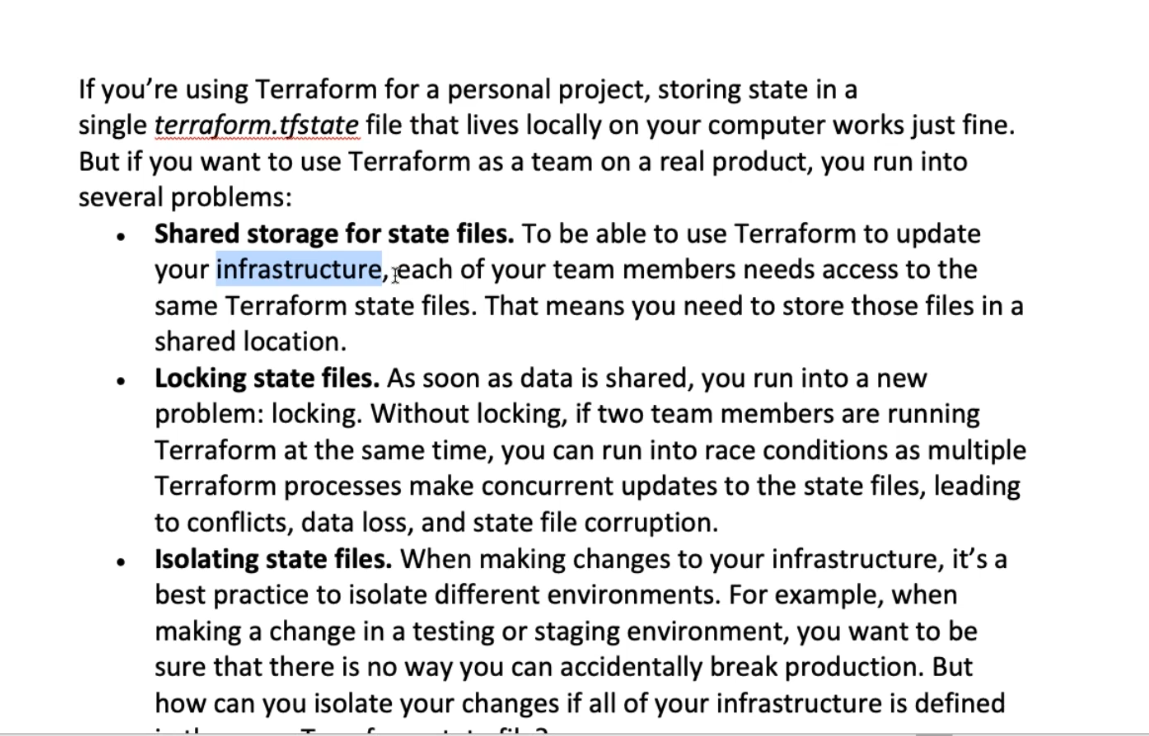 If you’re using Terraform for a personal project, storing state in a
single terraform.tfstate file that lives locally on your computer works just fine.
But if you want to use Terraform as a team on a real product, you run into
several problems:
• Shared storage for state files. To be able to use Terraform to update
your infrastructure, each of your team members needs access to the
same Terraform state files. That means you need to store those files in a
shared location.
• Locking state files. As soon as data is shared, you run into a new
problem: locking. Without locking, if two team members are running
Terraform at the same time, you can run into race conditions as multiple
Terraform processes make concurrent updates to the state files, leading
to conflicts, data loss, and state file corruption.
• Isolating state files. When making changes to your infrastructure, it’s a
best practice to isolate different environments. For example, when
making a change in a testing or staging environment, you want to be
sure that there is no way you can accidentally break production. But
how can you isolate your changes if all of your infrastructure is defined